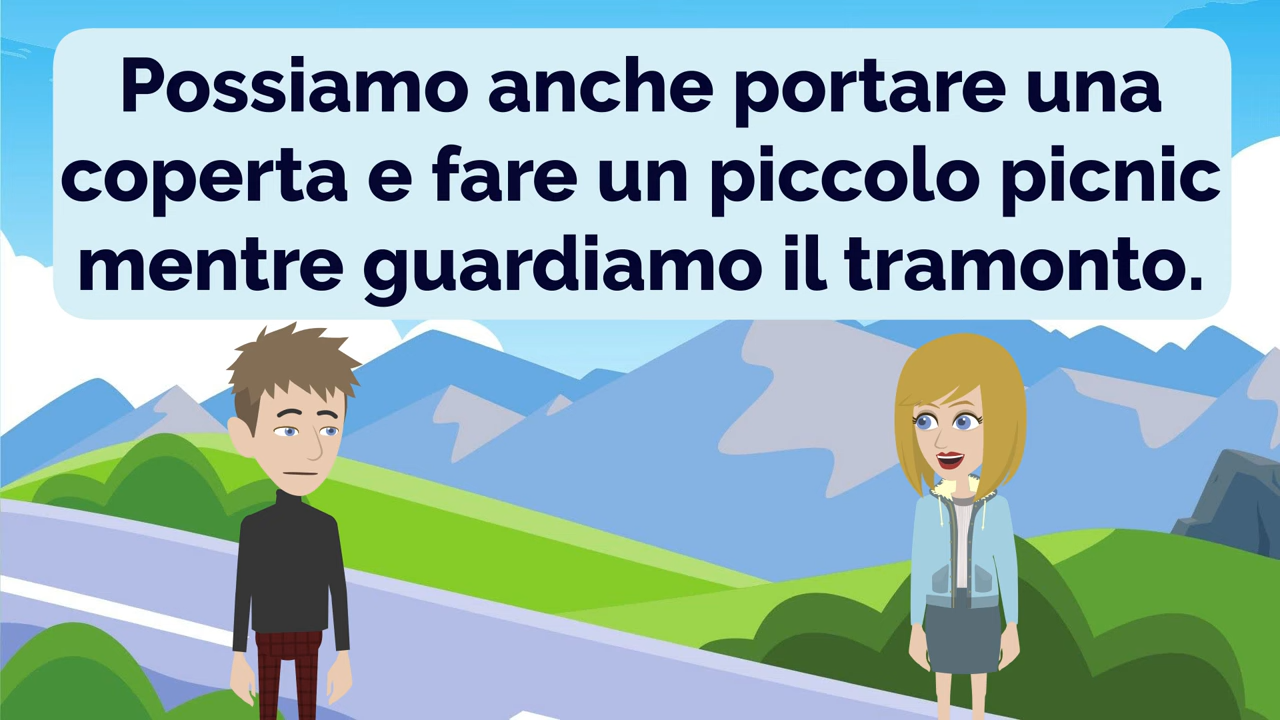 Possiamo anche portare una
coperta e fare un piccolo picnic
mentre guardiamo il tramonto.